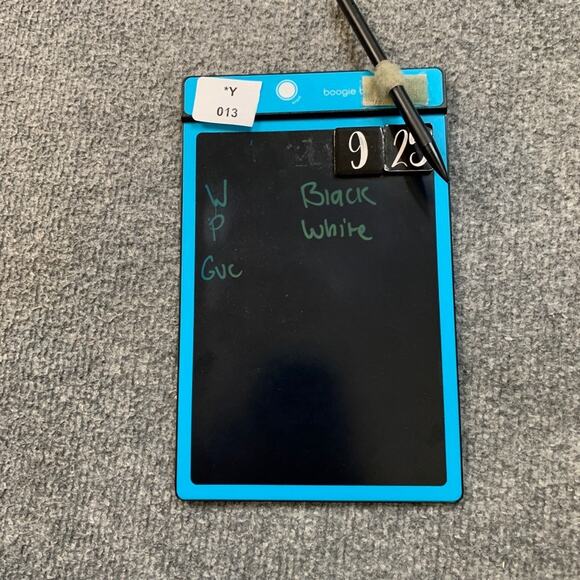 *Y
013
boogie
9 25
W Black
P White
GUC